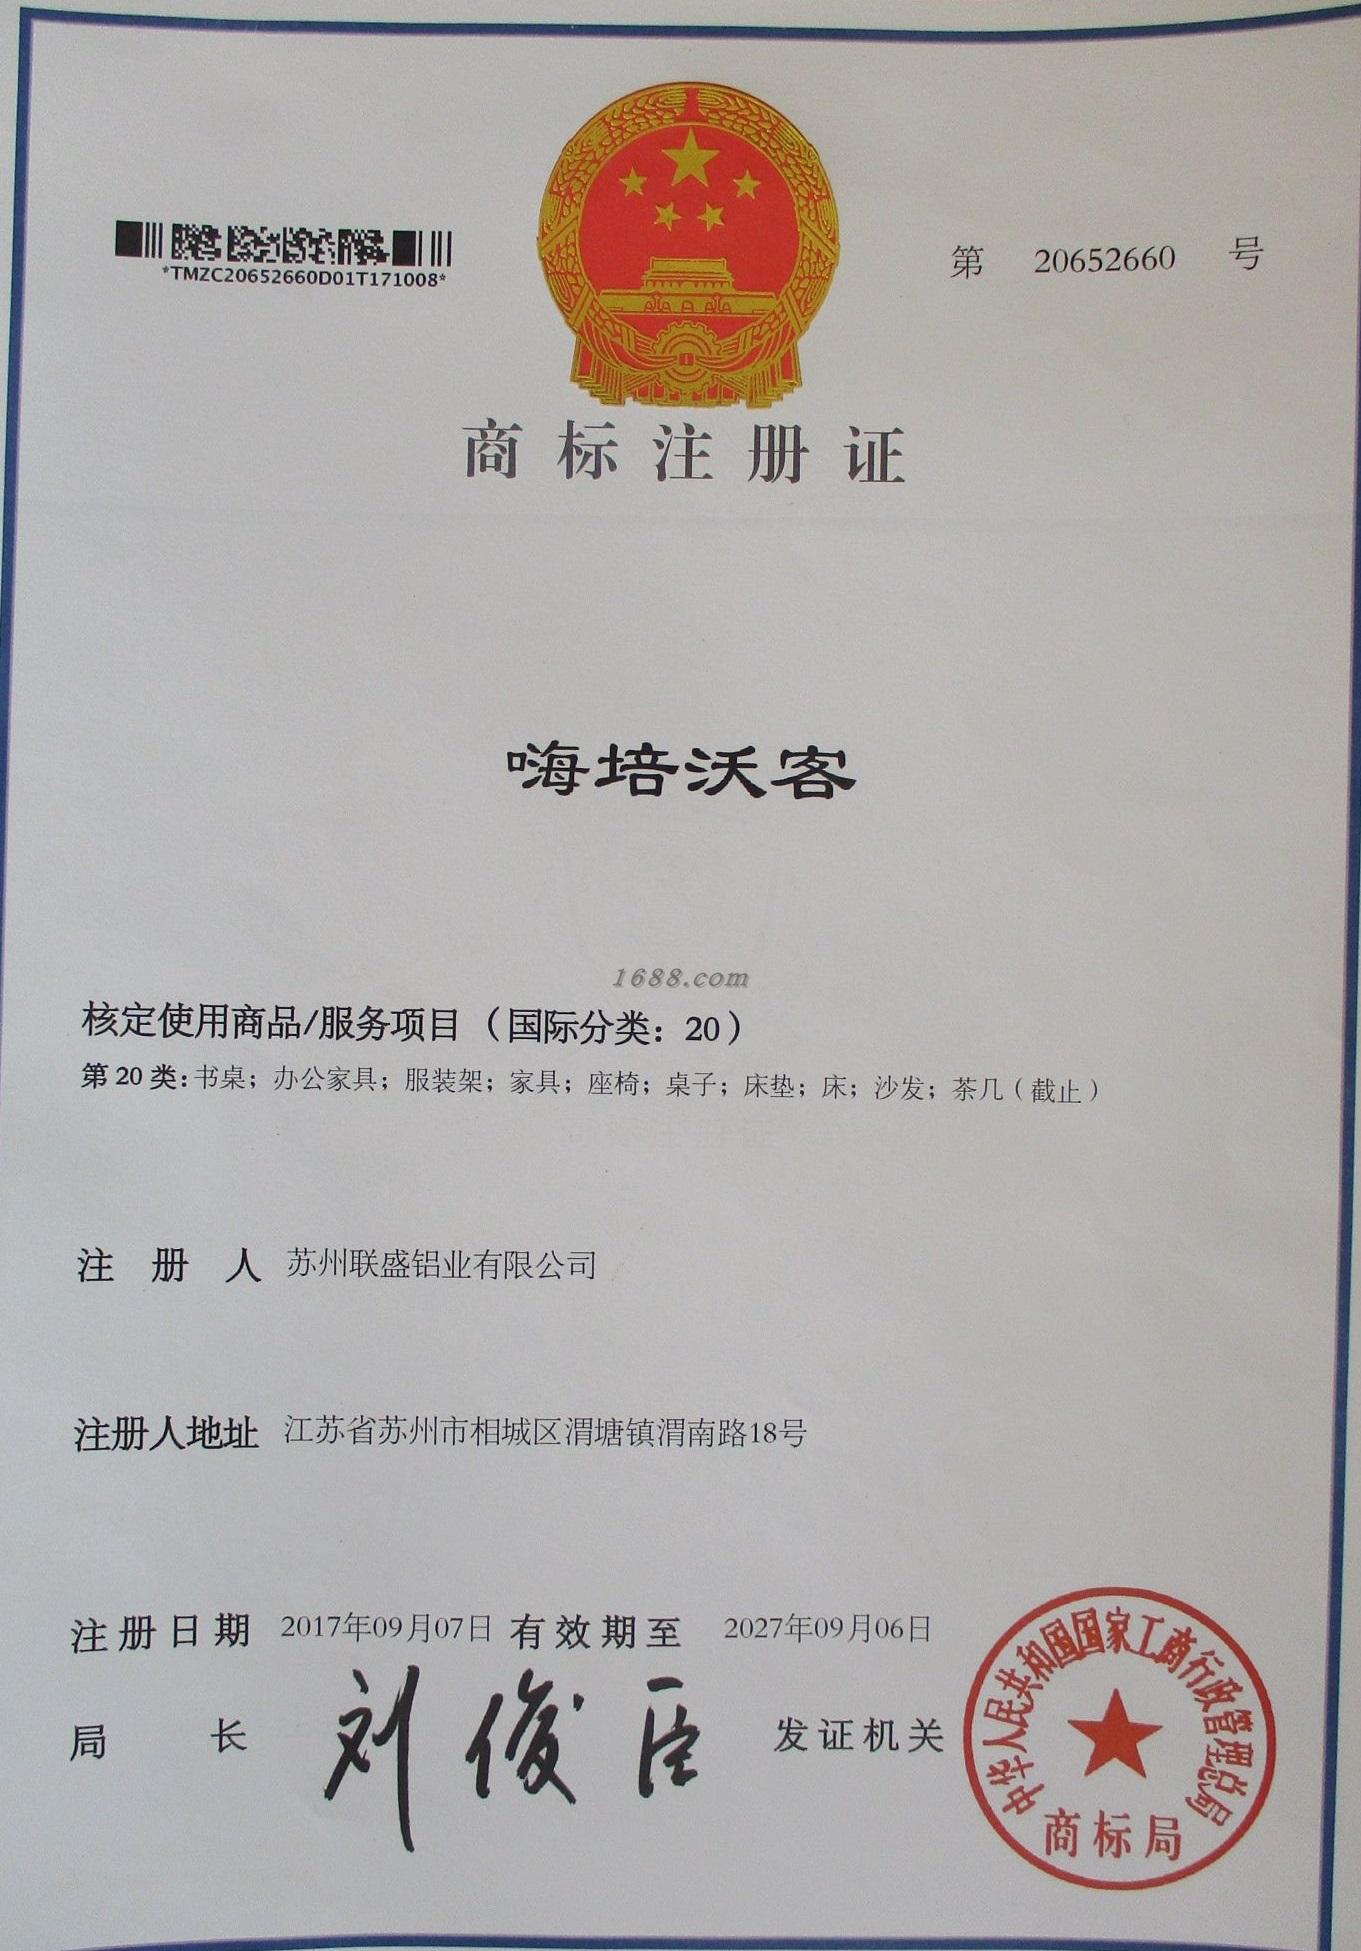 *TMZC20652660D01T171008*
第 20652660 号
商标注册证
嗨培沃客
1688.com
核定使用商品/服务项目（国际分类：20）
第 20 类：书桌；办公家具；服装架；家具；座椅；桌子；床垫；床；沙发；茶几（截止）
注册人 苏州联盛铝业有限公司
注册人地址 江苏省苏州市相城区渭塘镇渭南路18号
注册日期 2017年09月07日 有效期至 2027年09月06日
局长 刘俊臣 发证机关
中华人民共和国国家工商行政管理总局
商标局